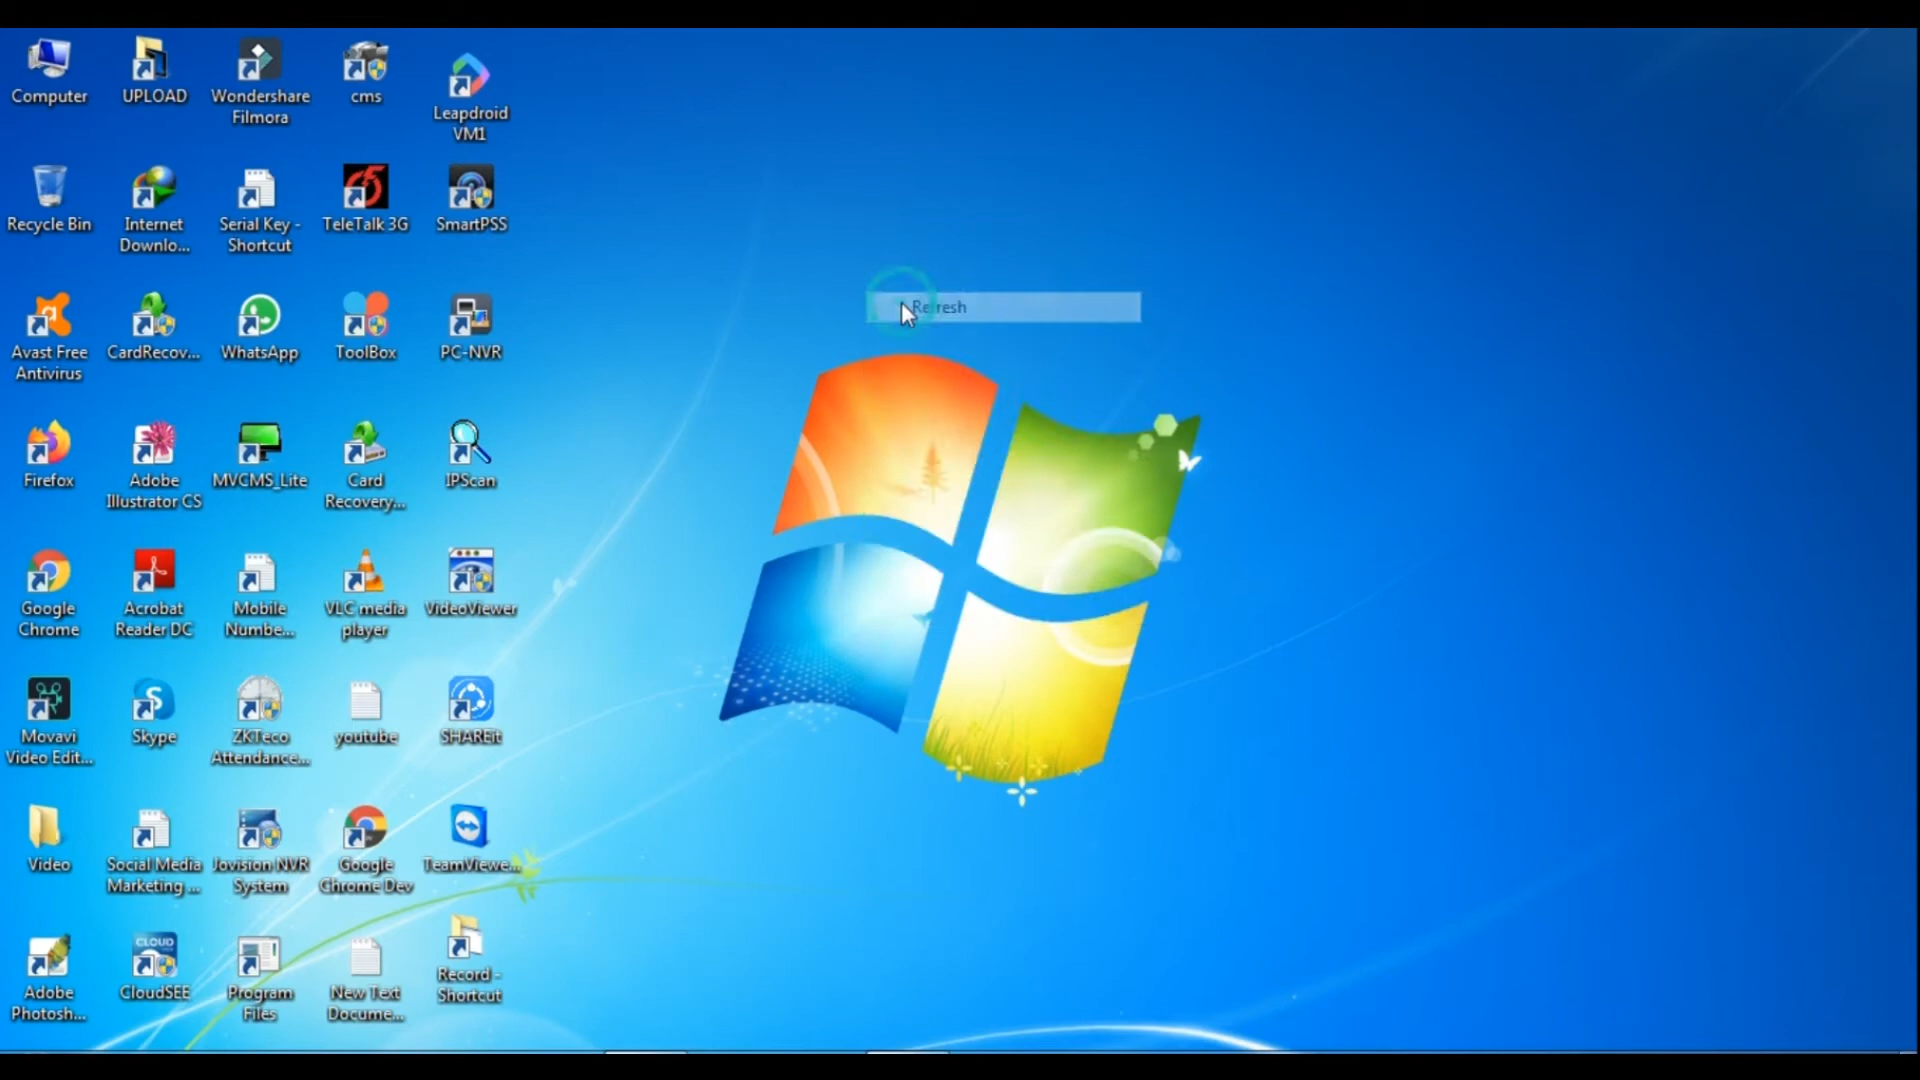 Computer
UPLOAD
Wondershare
Filmora
cms
Leapdroid
VM1
Recycle Bin
Internet
Downlo...
Serial Key -
Shortcut
TeleTalk 3G
SmartPSS
Refresh
Avast Free
Antivirus
CardRecov...
WhatsApp
ToolBox
PC-NVR
Firefox
Adobe
Illustrator CS
MVCMS_Lite
Card
Recovery...
IPScan
Google
Chrome
Acrobat
Reader DC
Mobile
Numbe...
VLC media
player
VideoViewer
Movavi
Video Edit...
Skype
ZKTeco
Attendance...
youtube
SHAREit
Video
Social Media
Marketing ...
Jovision NVR
System
Google
Chrome Dev
TeamViewe...
Adobe
Photosh...
CLOUD
CloudSEE
Program
Files
New Text
Docume...
Record -
Shortcut